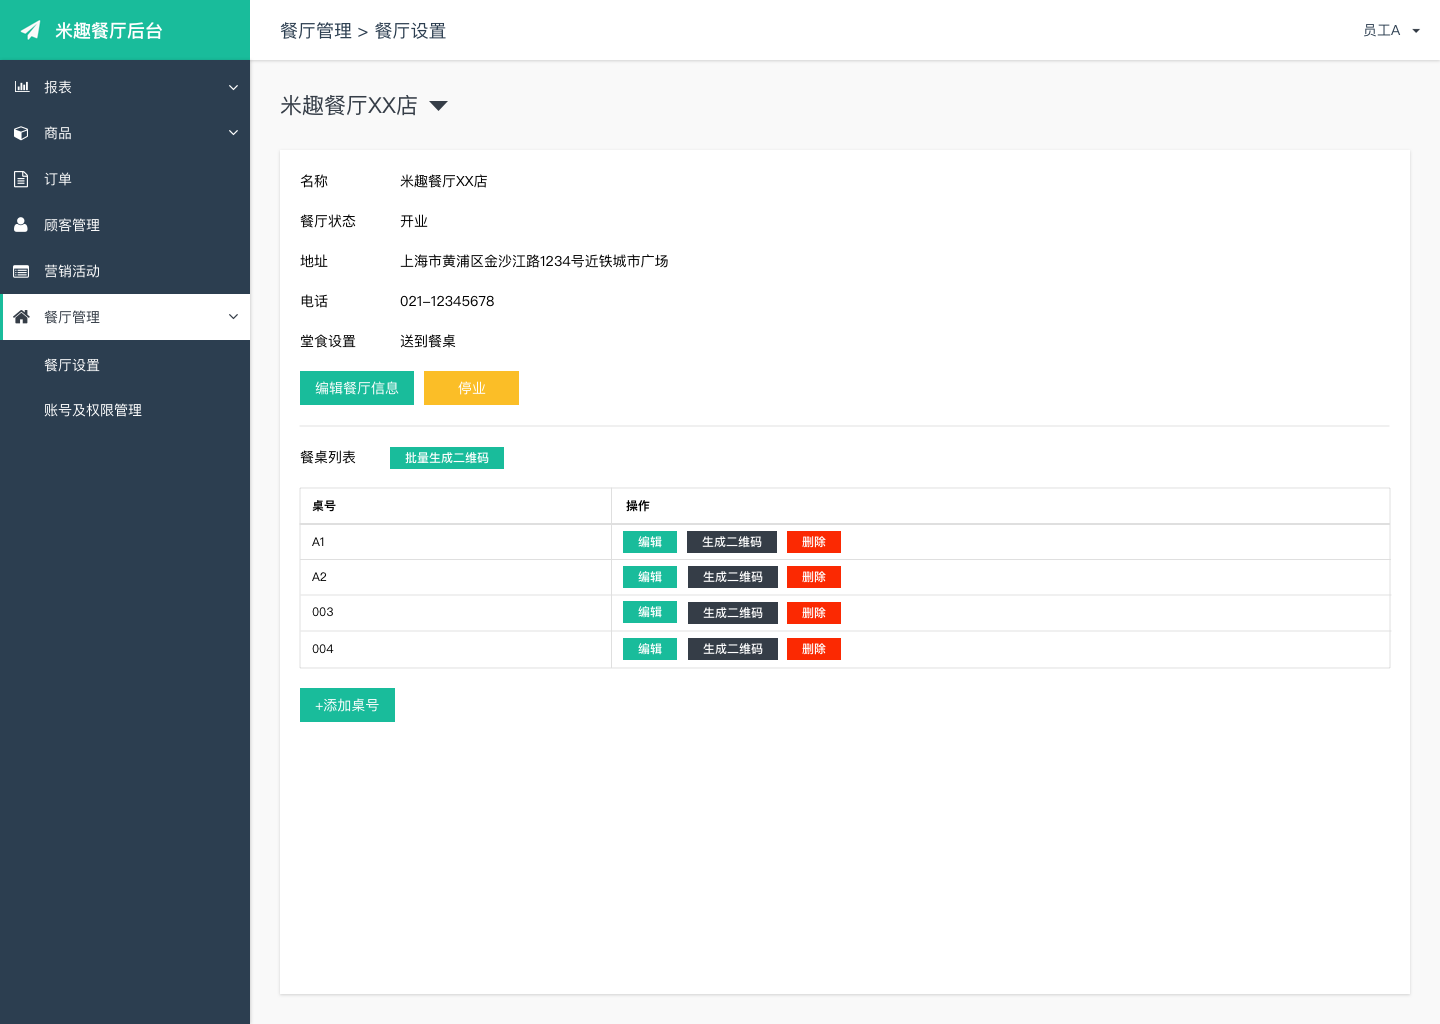 米趣餐厅后台
餐厅管理 > 餐厅设置
员工A
报表
商品
订单
顾客管理
营销活动
餐厅管理
餐厅设置
账号及权限管理
米趣餐厅XX店
名称 米趣餐厅XX店
餐厅状态 开业
地址 上海市黄浦区金沙江路1234号近铁城市广场
电话 021-12345678
堂食设置 送到餐桌
编辑餐厅信息 停业
餐桌列表 批量生成二维码
桌号 操作
A1 编辑 生成二维码 删除
A2 编辑 生成二维码 删除
003 编辑 生成二维码 删除
004 编辑 生成二维码 删除
+添加桌号